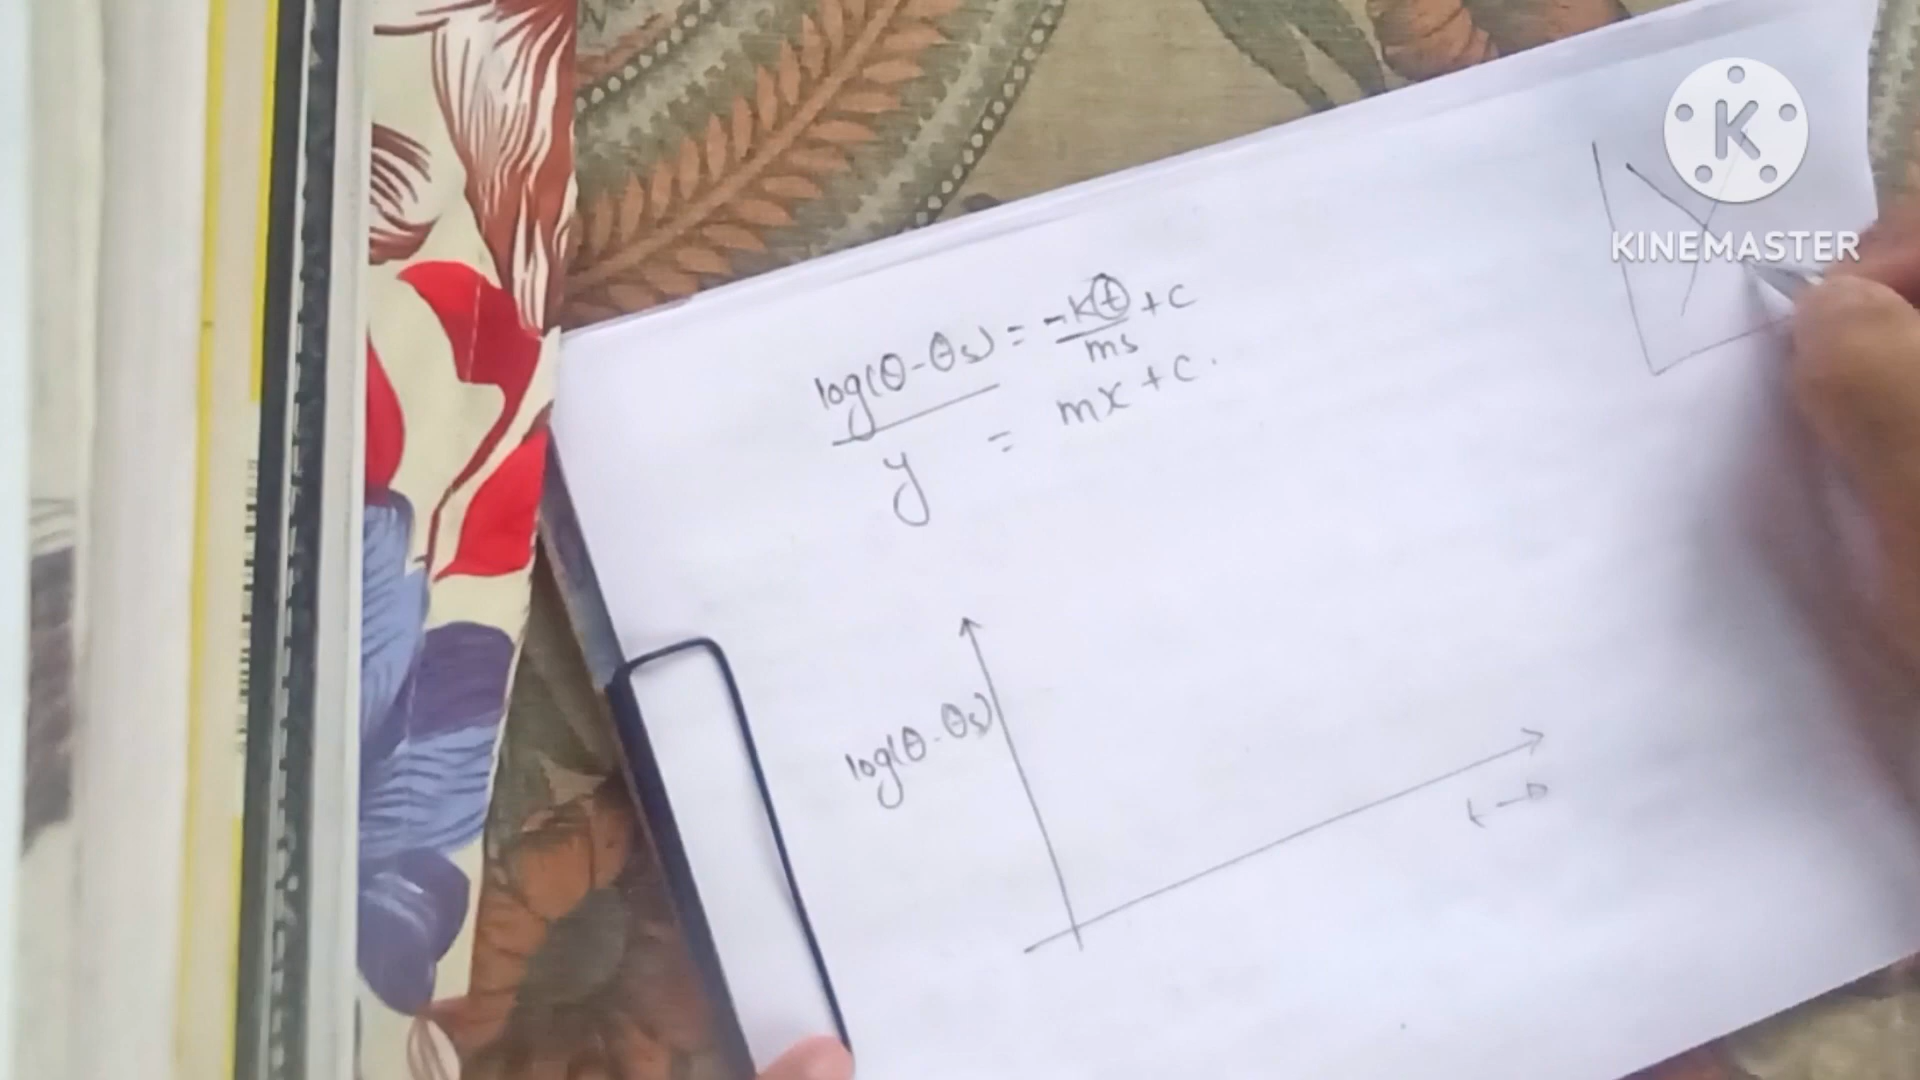 log(θ-θs) = -k(t)/ms + c
y = mx + c.
log(θ-θs)
t →
K
KINEMASTER